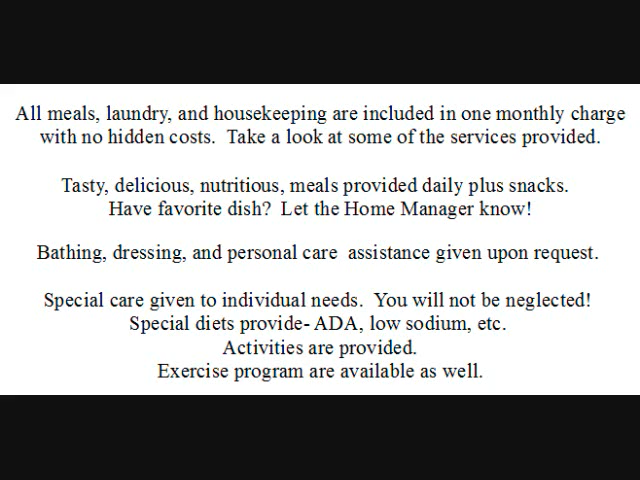 All meals, laundry, and housekeeping are included in one monthly charge
with no hidden costs.  Take a look at some of the services provided.
Tasty, delicious, nutritious, meals provided daily plus snacks.
Have favorite dish?  Let the Home Manager know!
Bathing, dressing, and personal care  assistance given upon request.
Special care given to individual needs.  You will not be neglected!
Special diets provide- ADA, low sodium, etc.
Activities are provided.
Exercise program are available as well.